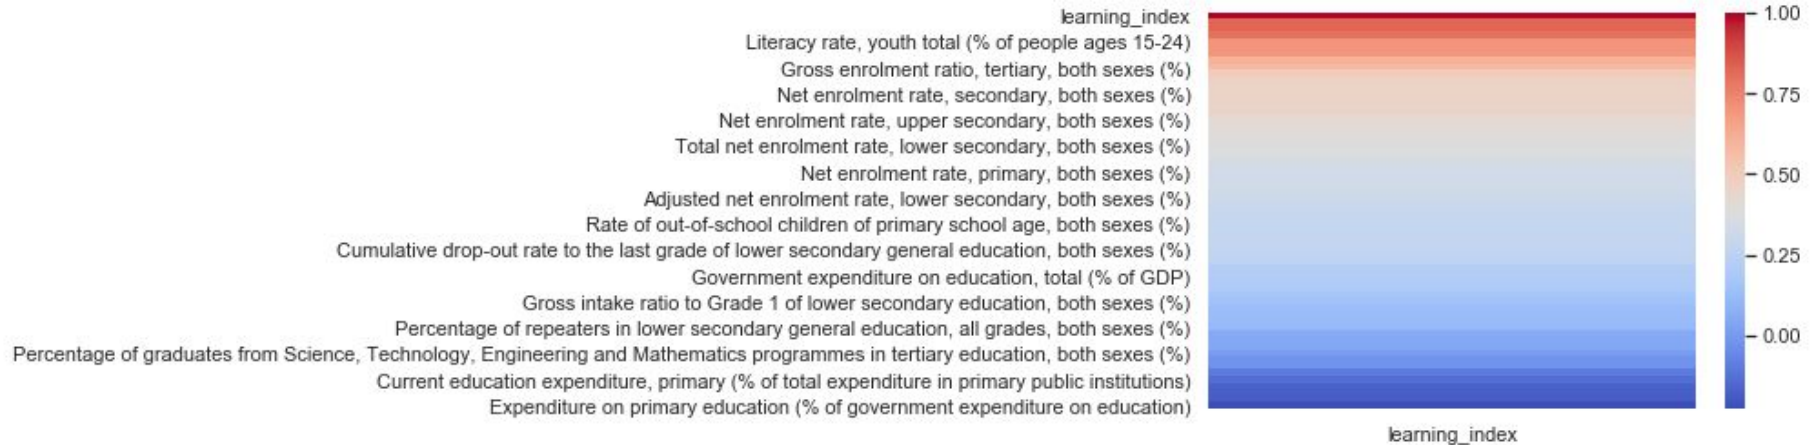 learning_index
Literacy rate, youth total (% of people ages 15-24)
Gross enrolment ratio, tertiary, both sexes (%)
Net enrolment rate, secondary, both sexes (%)
Net enrolment rate, upper secondary, both sexes (%)
Total net enrolment rate, lower secondary, both sexes (%)
Net enrolment rate, primary, both sexes (%)
Adjusted net enrolment rate, lower secondary, both sexes (%)
Rate of out-of-school children of primary school age, both sexes (%)
Cumulative drop-out rate to the last grade of lower secondary general education, both sexes (%)
Government expenditure on education, total (% of GDP)
Gross intake ratio to Grade 1 of lower secondary education, both sexes (%)
Percentage of repeaters in lower secondary general education, all grades, both sexes (%)
Percentage of graduates from Science, Technology, Engineering and Mathematics programmes in tertiary education, both sexes (%)
Current education expenditure, primary (% of total expenditure in primary public institutions)
Expenditure on primary education (% of government expenditure on education)
learning_index
1.00
0.75
0.50
0.25
0.00